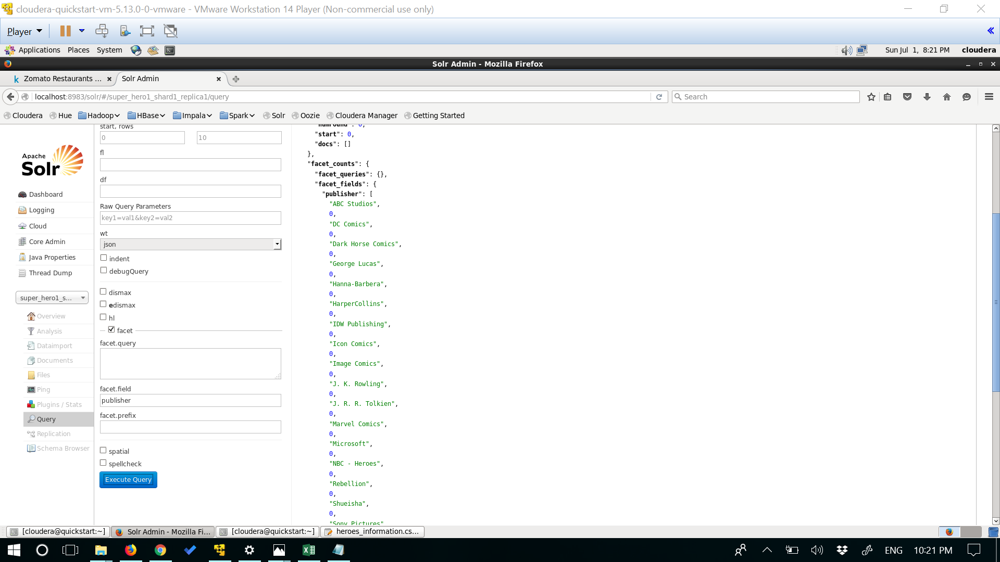 cloudera-quickstart-vm-5.13.0-0-vmware - VMware Workstation 14 Player (Non-commercial use only)
Player
Applications Places System
Sun Jul 1, 8:21 PM cloudera
Solr Admin - Mozilla Firefox
Zomato Restaurants ...
Solr Admin
localhost:8983/solr/#/super_hero1_shard1_replica1/query
Search
Cloudera Hue Hadoop HBase Impala Spark Solr Oozie Cloudera Manager Getting Started
Apache
Solr
Dashboard
Logging
Cloud
Core Admin
Java Properties
Thread Dump
super_hero1_s...
Overview
Analysis
Dataimport
Documents
Files
Ping
Plugins / Stats
Query
Replication
Schema Browser
start, rows
0 10
fl
df
Raw Query Parameters
key1=val1&key2=val2
wt
json
indent
debugQuery
dismax
edismax
hl
facet
facet.query
facet.field
publisher
facet.prefix
spatial
spellcheck
Execute Query
"numFound": 0,
"start": 0,
"docs": []
},
"facet_counts": {
"facet_queries": {},
"facet_fields": {
"publisher": [
"ABC Studios",
0,
"DC Comics",
0,
"Dark Horse Comics",
0,
"George Lucas",
0,
"Hanna-Barbera",
0,
"HarperCollins",
0,
"IDW Publishing",
0,
"Icon Comics",
0,
"Image Comics",
0,
"J. K. Rowling",
0,
"J. R. R. Tolkien",
0,
"Marvel Comics",
0,
"Microsoft",
0,
"NBC - Heroes",
0,
"Rebellion",
0,
"Shueisha",
0,
"Sony Pictures",
[cloudera@quickstart:~]
Solr Admin - Mozilla Fi...
[cloudera@quickstart:~]
heroes_information.cs...
ENG 10:21 PM